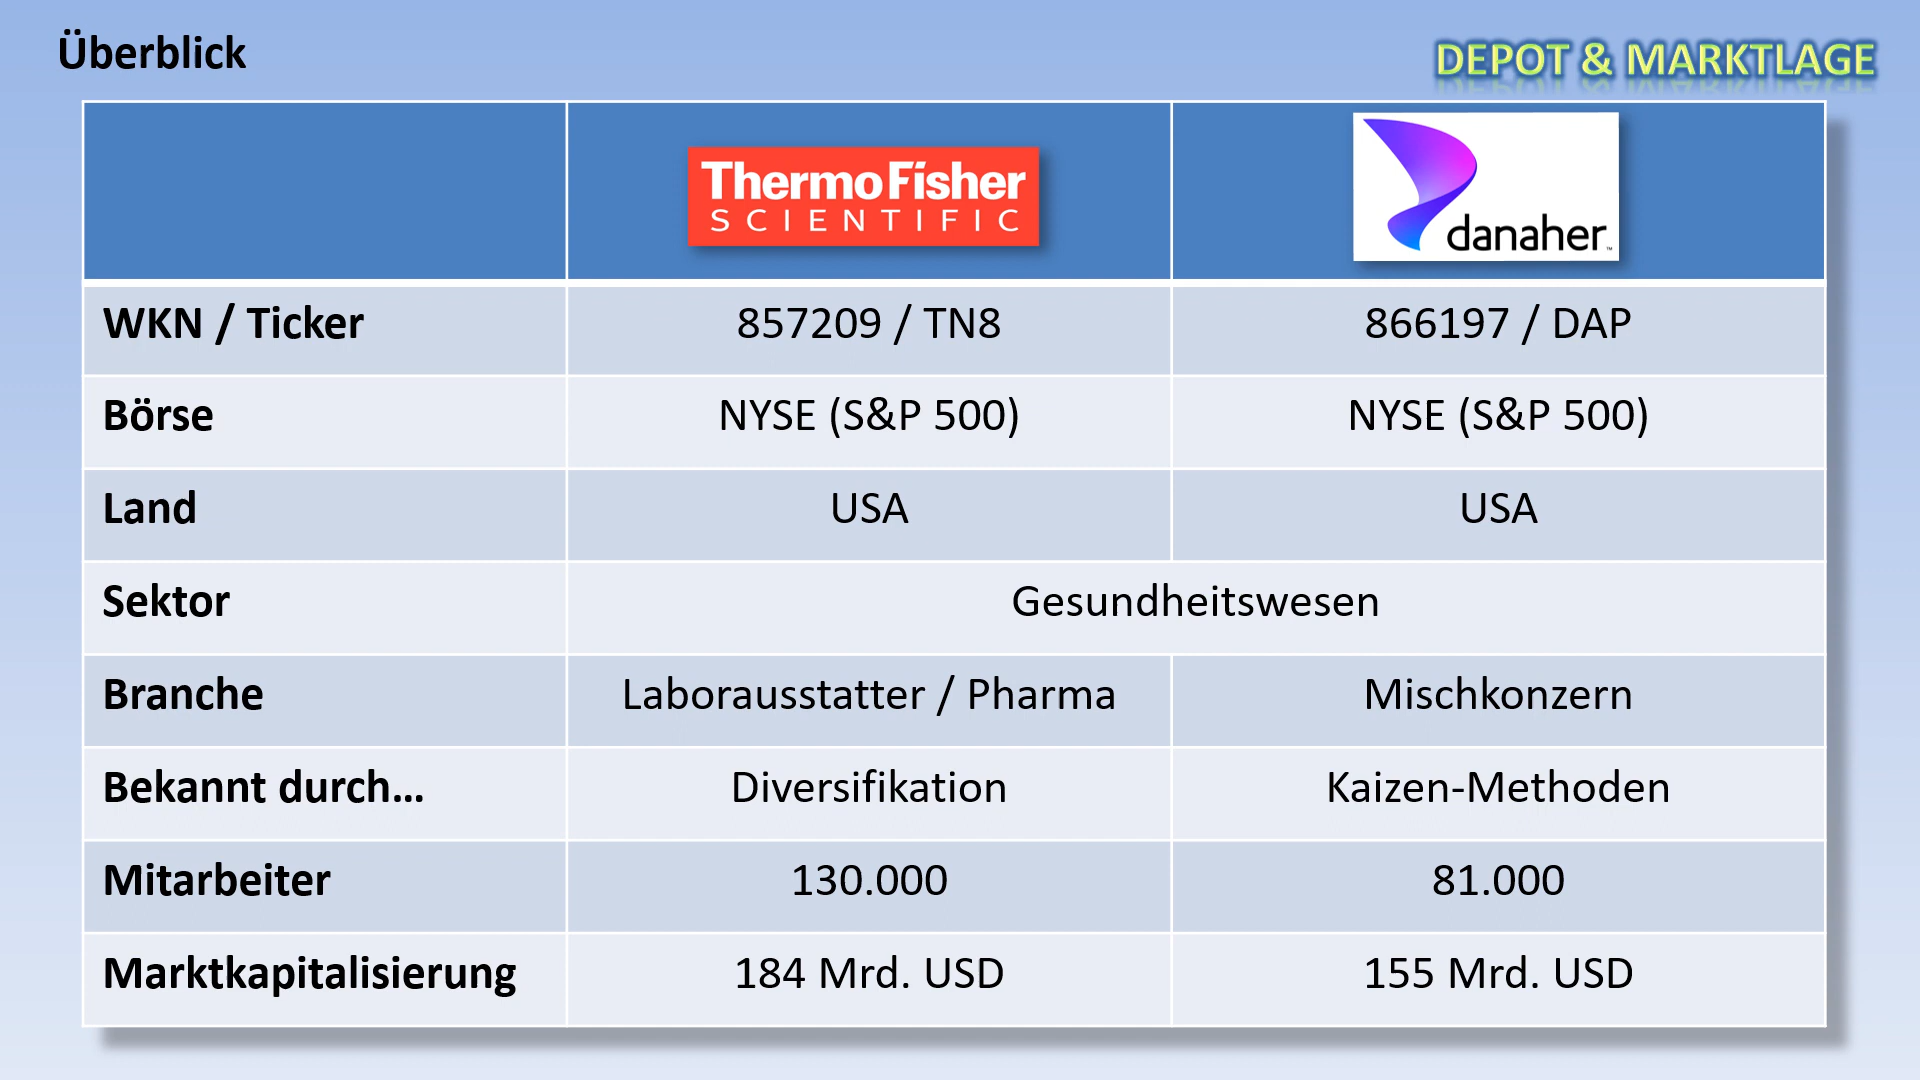 Überblick
DEPOT & MARKTLAGE
ThermoFisher
SCIENTIFIC
danaher™
WKN / Ticker 857209 / TN8 866197 / DAP
Börse NYSE (S&P 500) NYSE (S&P 500)
Land USA USA
Sektor Gesundheitswesen
Branche Laborausstatter / Pharma Mischkonzern
Bekannt durch... Diversifikation Kaizen-Methoden
Mitarbeiter 130.000 81.000
Marktkapitalisierung 184 Mrd. USD 155 Mrd. USD